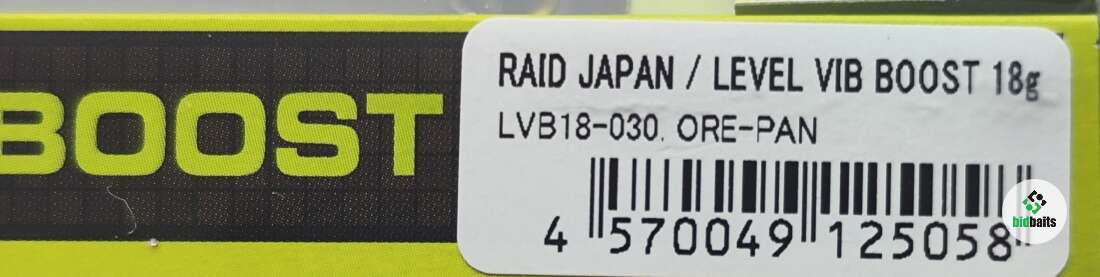 BOOST
RAID JAPAN / LEVEL VIB BOOST 18g
LVB18-030. ORE-PAN
4 570049 125058
bidbaits